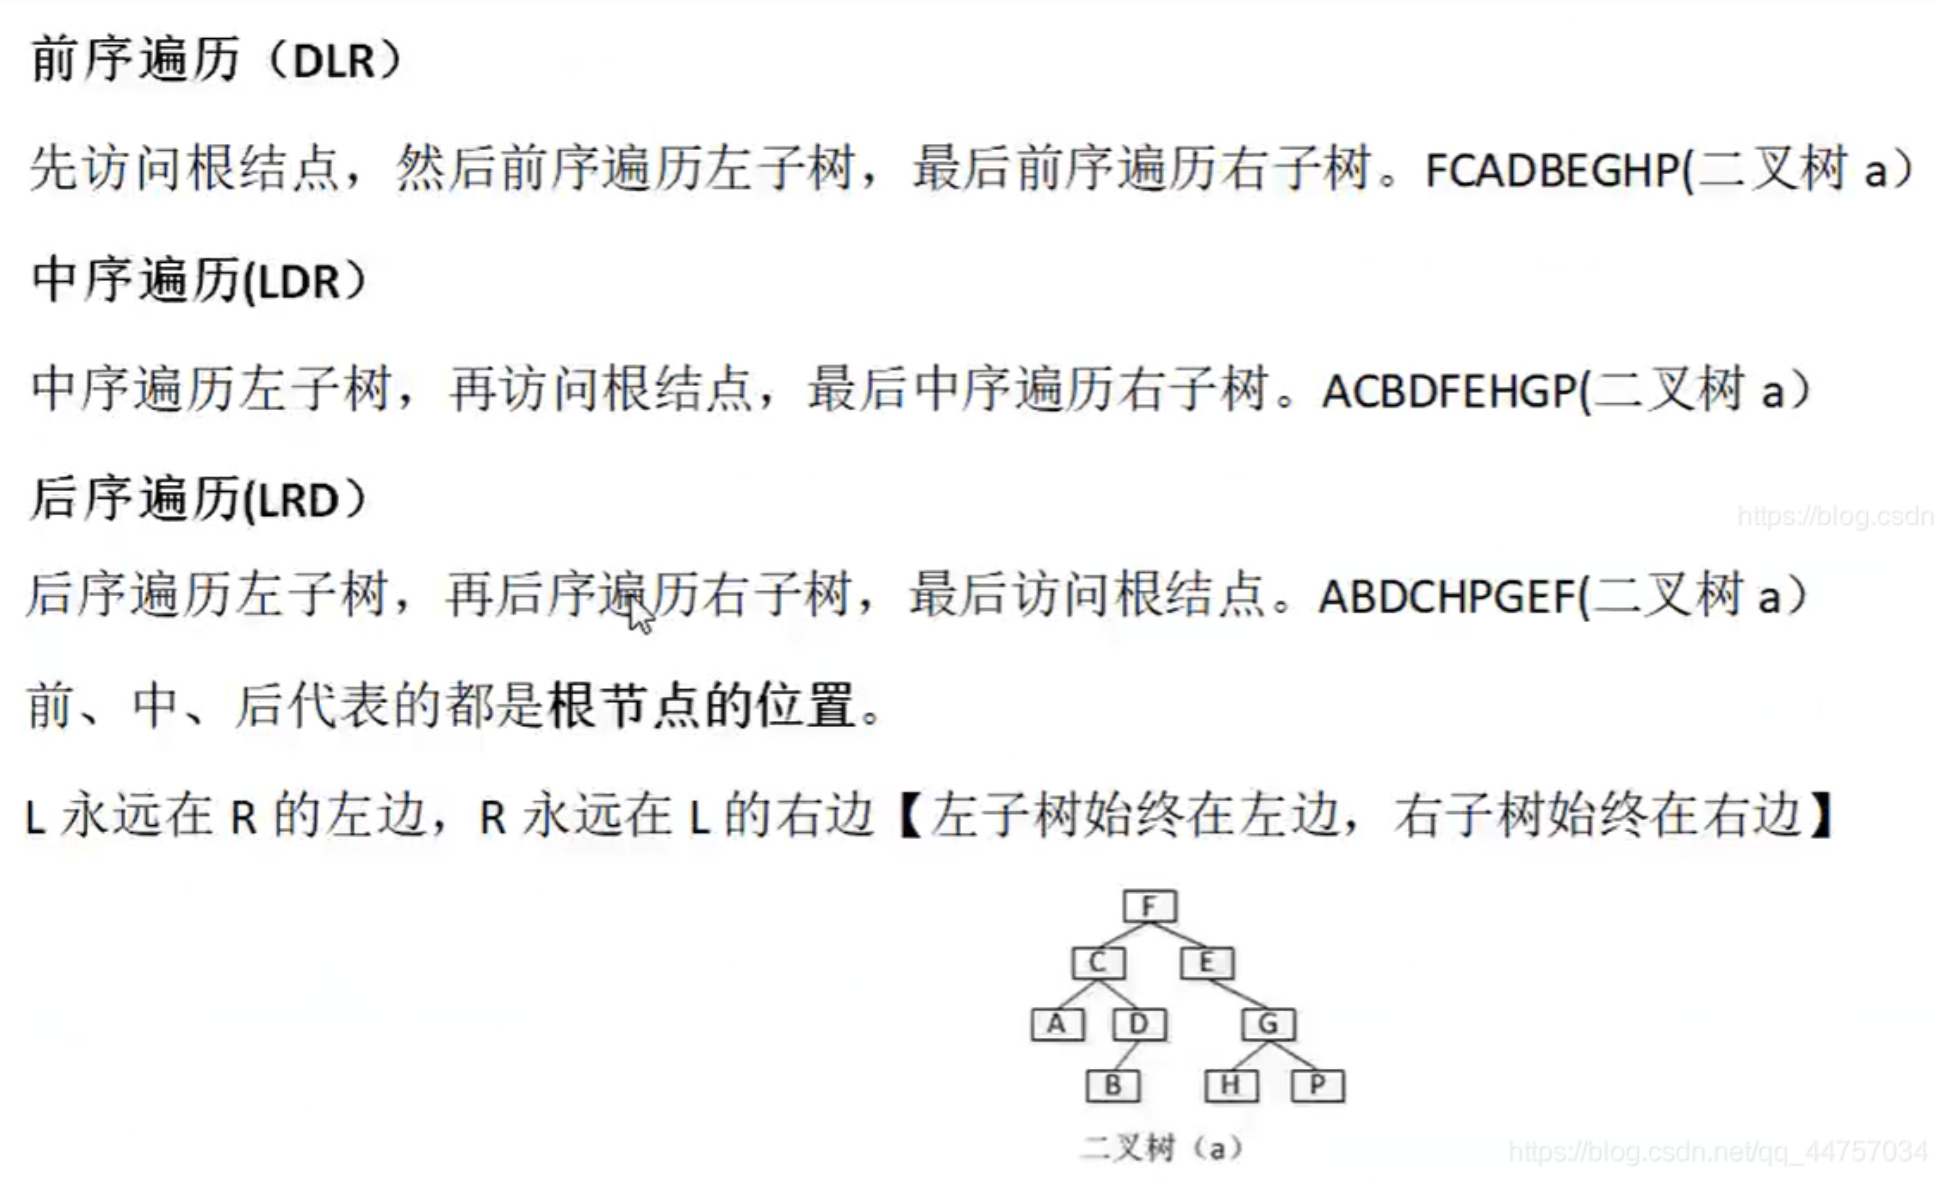 前序遍历（DLR）
先访问根结点，然后前序遍历左子树，最后前序遍历右子树。FCADBEGHP(二叉树 a）
中序遍历(LDR）
中序遍历左子树，再访问根结点，最后中序遍历右子树。ACBDFEHGP(二叉树 a）
后序遍历(LRD）
https://blog.csdn
后序遍历左子树，再后序遍历右子树，最后访问根结点。ABDCHPGEF(二叉树 a）
前、中、后代表的都是根节点的位置。
L 永远在 R 的左边，R 永远在 L 的右边【左子树始终在左边，右子树始终在右边】
F
C E
A D G
B H P
二叉树（a）
https://blog.csdn.net/qq_44757034